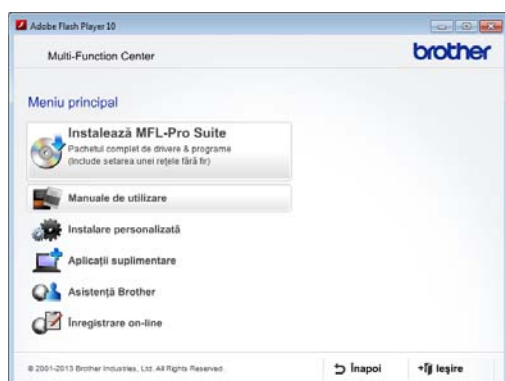 Adobe Flash Player 10
Multi-Function Center
brother
Meniu principal
Instalează MFL-Pro Suite
Pachetul complet de drivere & programe
(Include setarea unei rețele fără fir)
Manuale de utilizare
Instalare personalizată
Aplicații suplimentare
Asistență Brother
Înregistrare on-line
© 2001-2013 Brother Industries, Ltd. All Rights Reserved.
Înapoi
Ieşire